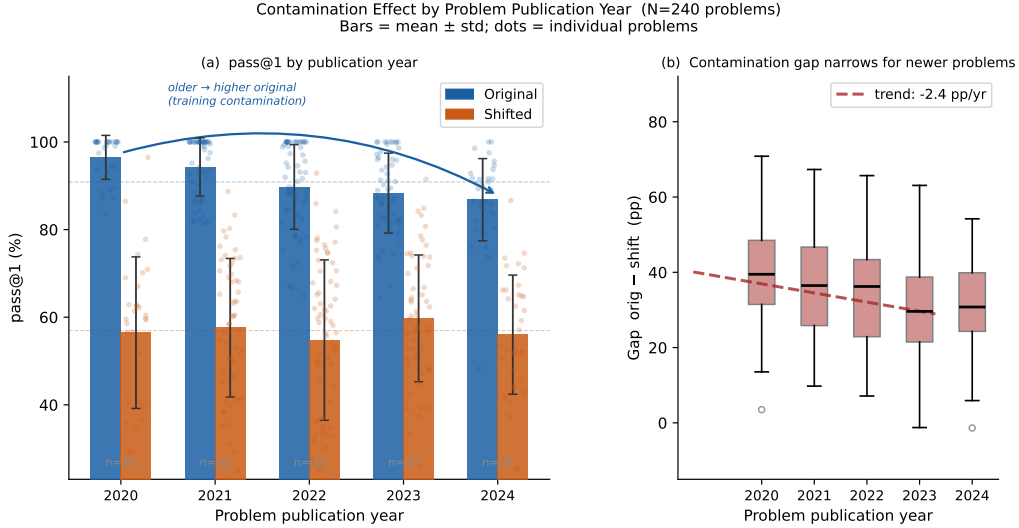 Contamination Effect by Problem Publication Year (N=240 problems)
Bars = mean ± std; dots = individual problems
(a) pass@1 by publication year
older → higher original
(training contamination)
Original
Shifted
pass@1 (%)
100
80
60
40
2020
2021
2022
2023
2024
Problem publication year
(b) Contamination gap narrows for newer problems
trend: -2.4 pp/yr
Gap orig − shift (pp)
80
60
40
20
0
2020
2021
2022
2023
2024
Problem publication year